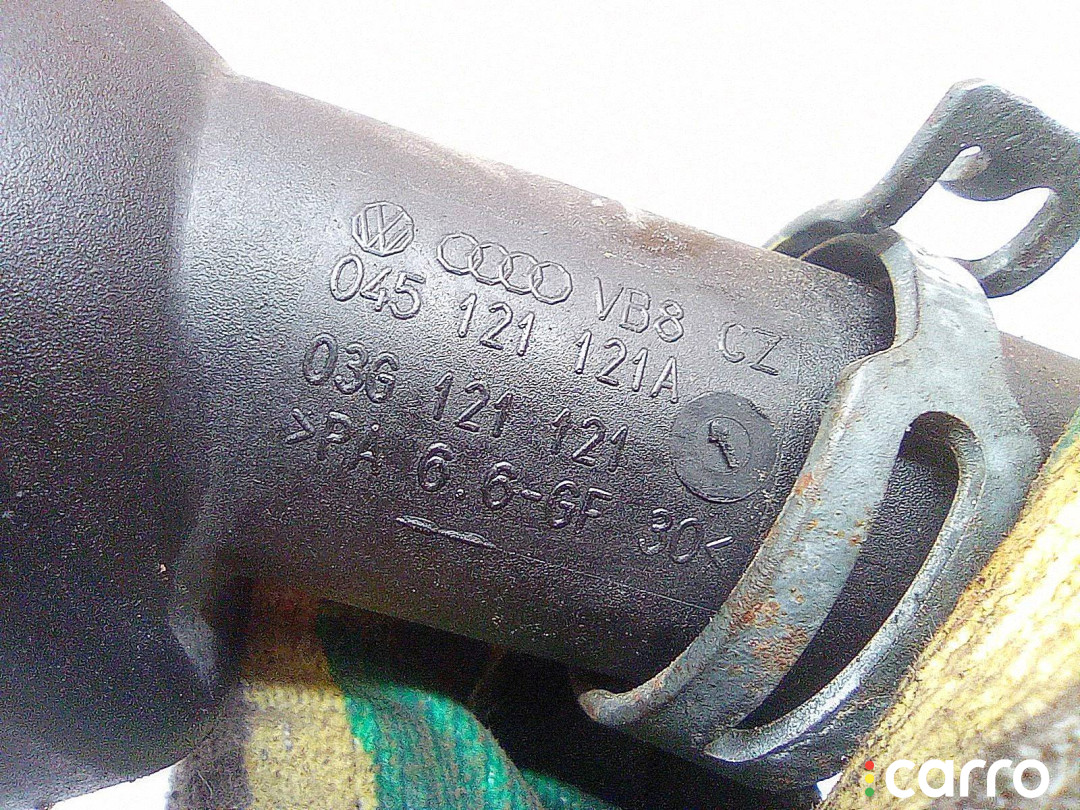 VB8 CZ
045 121 121A
03G 121 121
>PA 6.6-GF 30<
carro